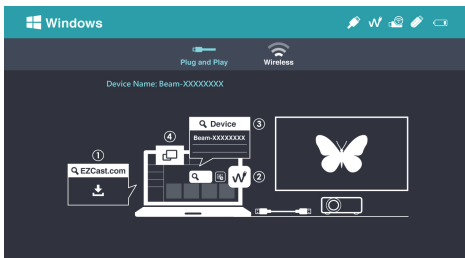 Windows
Plug and Play
Wireless
Device Name: Beam-XXXXXXXX
①
EZCast.com
④
Device
Beam-XXXXXXXX
③
②